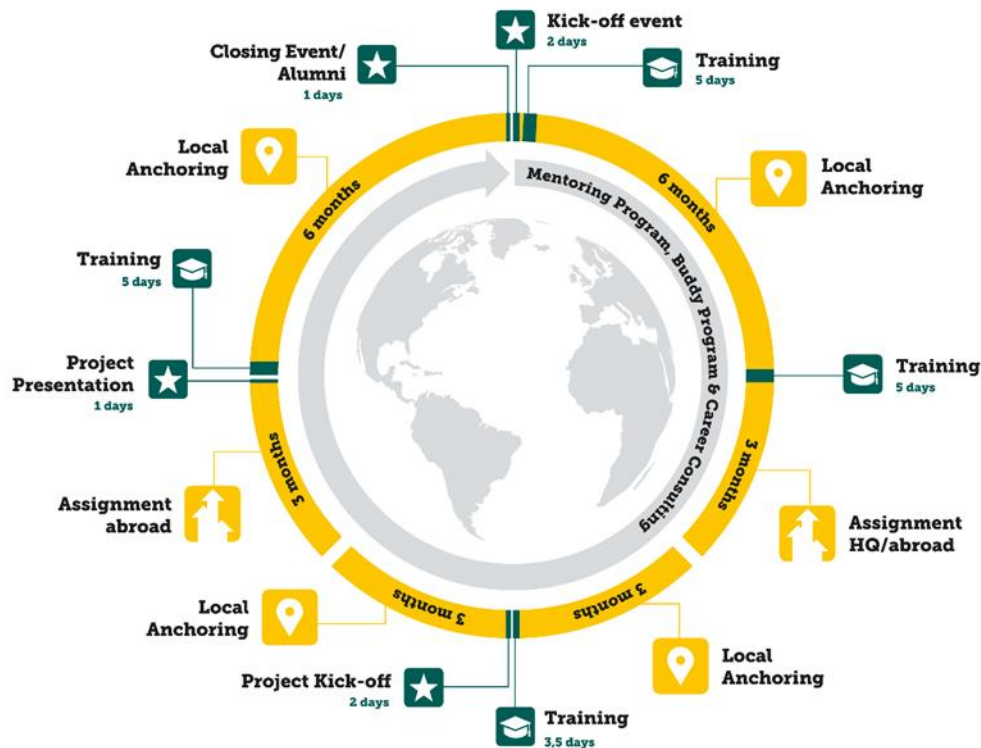 Kick-off event
2 days
Training
5 days
6 months
Local
Anchoring
Training
5 days
3 months
Assignment
HQ/abroad
3 months
Local
Anchoring
Training
3,5 days
Project Kick-off
2 days
3 months
Local
Anchoring
3 months
Assignment
abroad
Project
Presentation
1 days
Training
5 days
6 months
Local
Anchoring
Closing Event/
Alumni
1 days
Mentoring Program, Buddy Program & Career Consulting